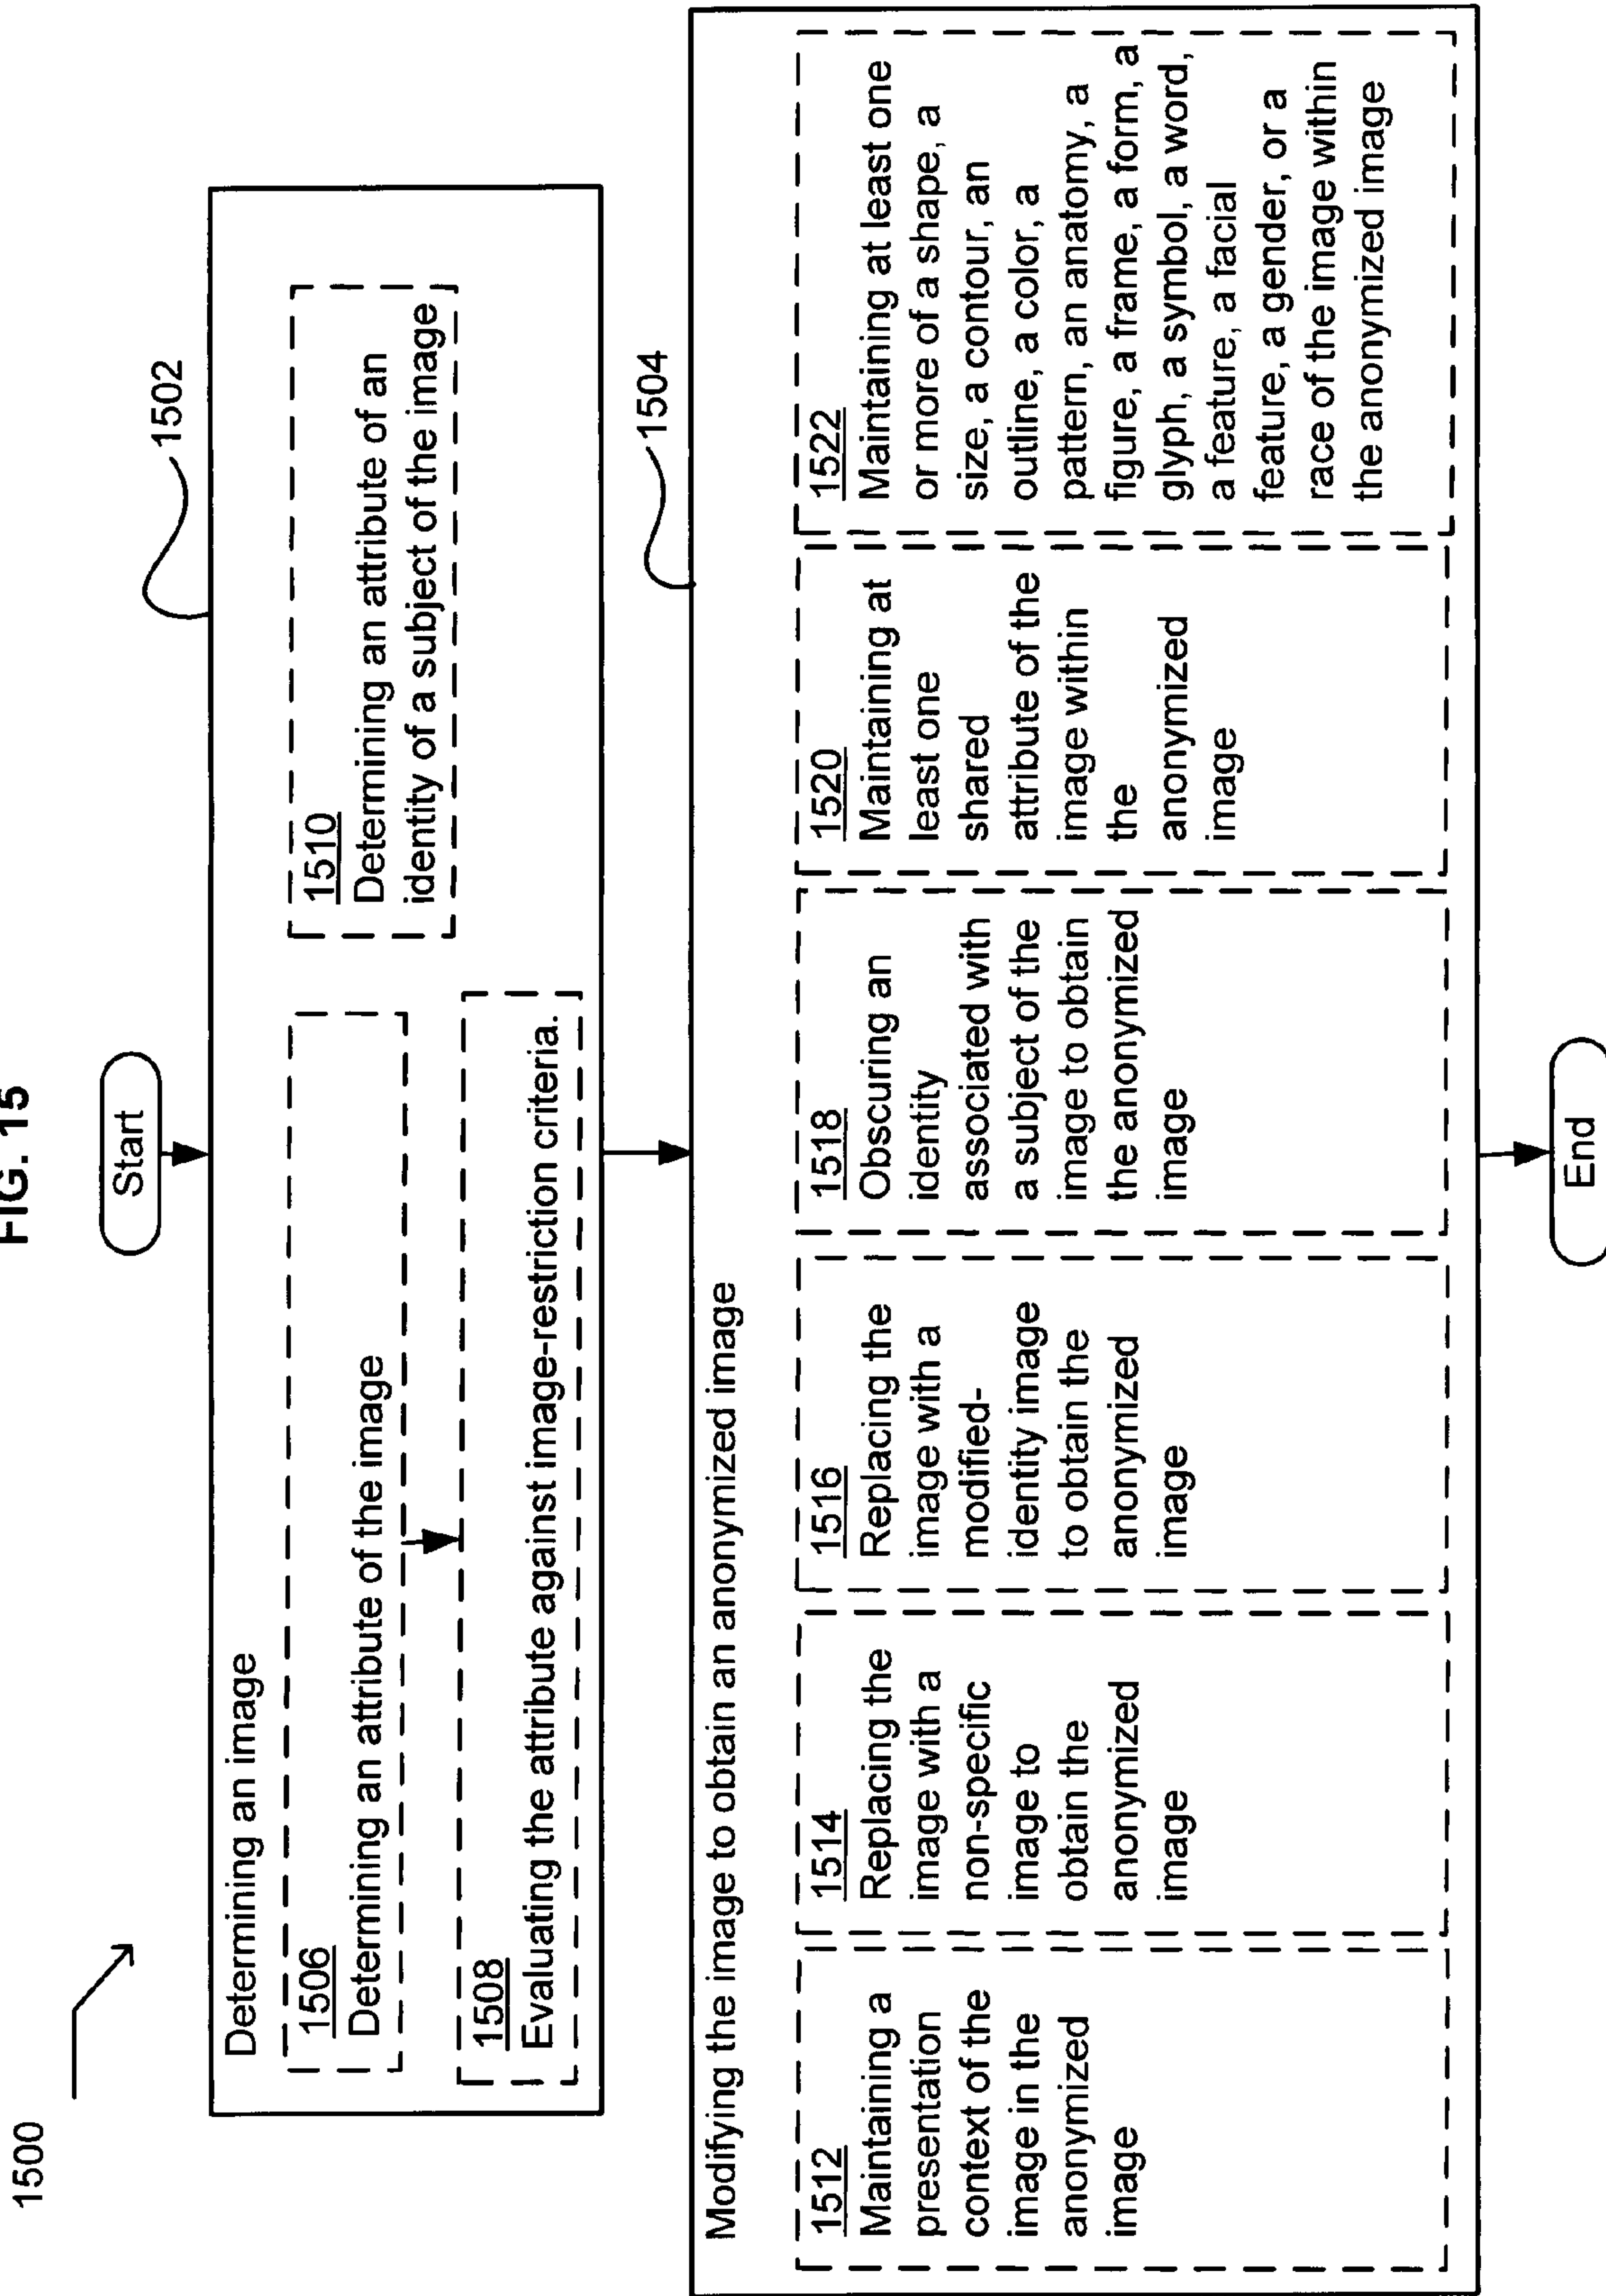 FIG. 15
1500
Start
1502
Determining an image
1506
Determining an attribute of the image
1508
Evaluating the attribute against image-restriction criteria.
1510
Determining an attribute of an
identity of a subject of the image
1504
Modifying the image to obtain an anonymized image
1512
Maintaining a
presentation
context of the
image in the
anonymized
image
1514
Replacing the
image with a
non-specific
image to
obtain the
anonymized
image
1516
Replacing the
image with a
modified-
identity image
to obtain the
anonymized
image
1518
Obscuring an
identity
associated with
a subject of the
image to obtain
the anonymized
image
1520
Maintaining at
least one
shared
attribute of the
image within
the
anonymized
image
1522
Maintaining at least one
or more of a shape, a
size, a contour, an
outline, a color, a
pattern, an anatomy, a
figure, a frame, a form, a
glyph, a symbol, a word,
a feature, a facial
feature, a gender, or a
race of the image within
the anonymized image
End